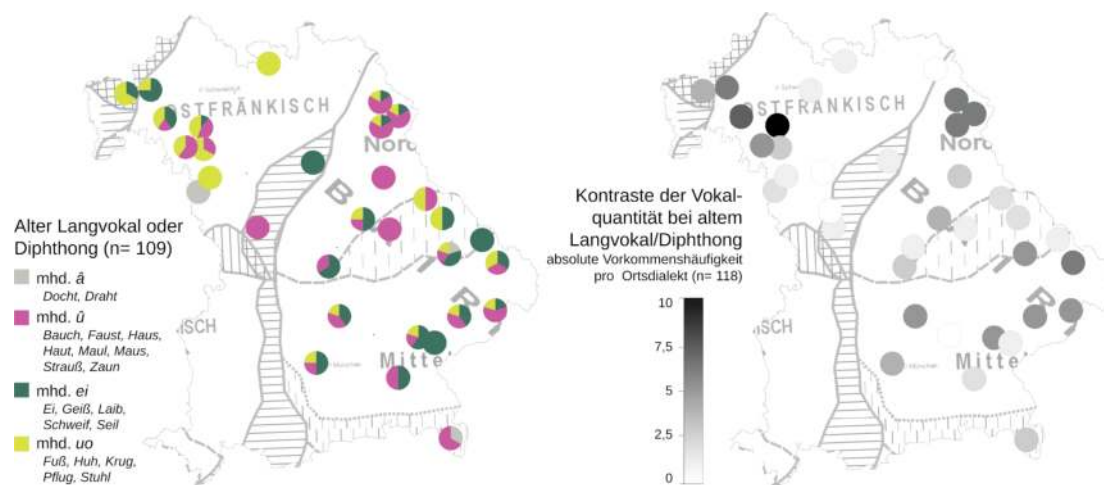 OSTFRÄNKISCH
Nord
B
Alter Langvokal oder
Diphthong (n= 109)
mhd. â
Docht, Draht
mhd. û
Bauch, Faust, Haus,
Haut, Maul, Maus,
Strauß, Zaun
mhd. ei
Ei, Geiß, Laib,
Schweif, Seil
mhd. uo
Fuß, Huh, Krug,
Pflug, Stuhl
R
ISCH
Mittel
München
OSTFRÄNKISCH
Nord
B
Kontraste der Vokal-
quantität bei altem
Langvokal/Diphthong
absolute Vorkommenshäufigkeit
pro Ortsdialekt (n= 118)
10
7,5
5
2,5
0
I
R
ISCH
Mitte